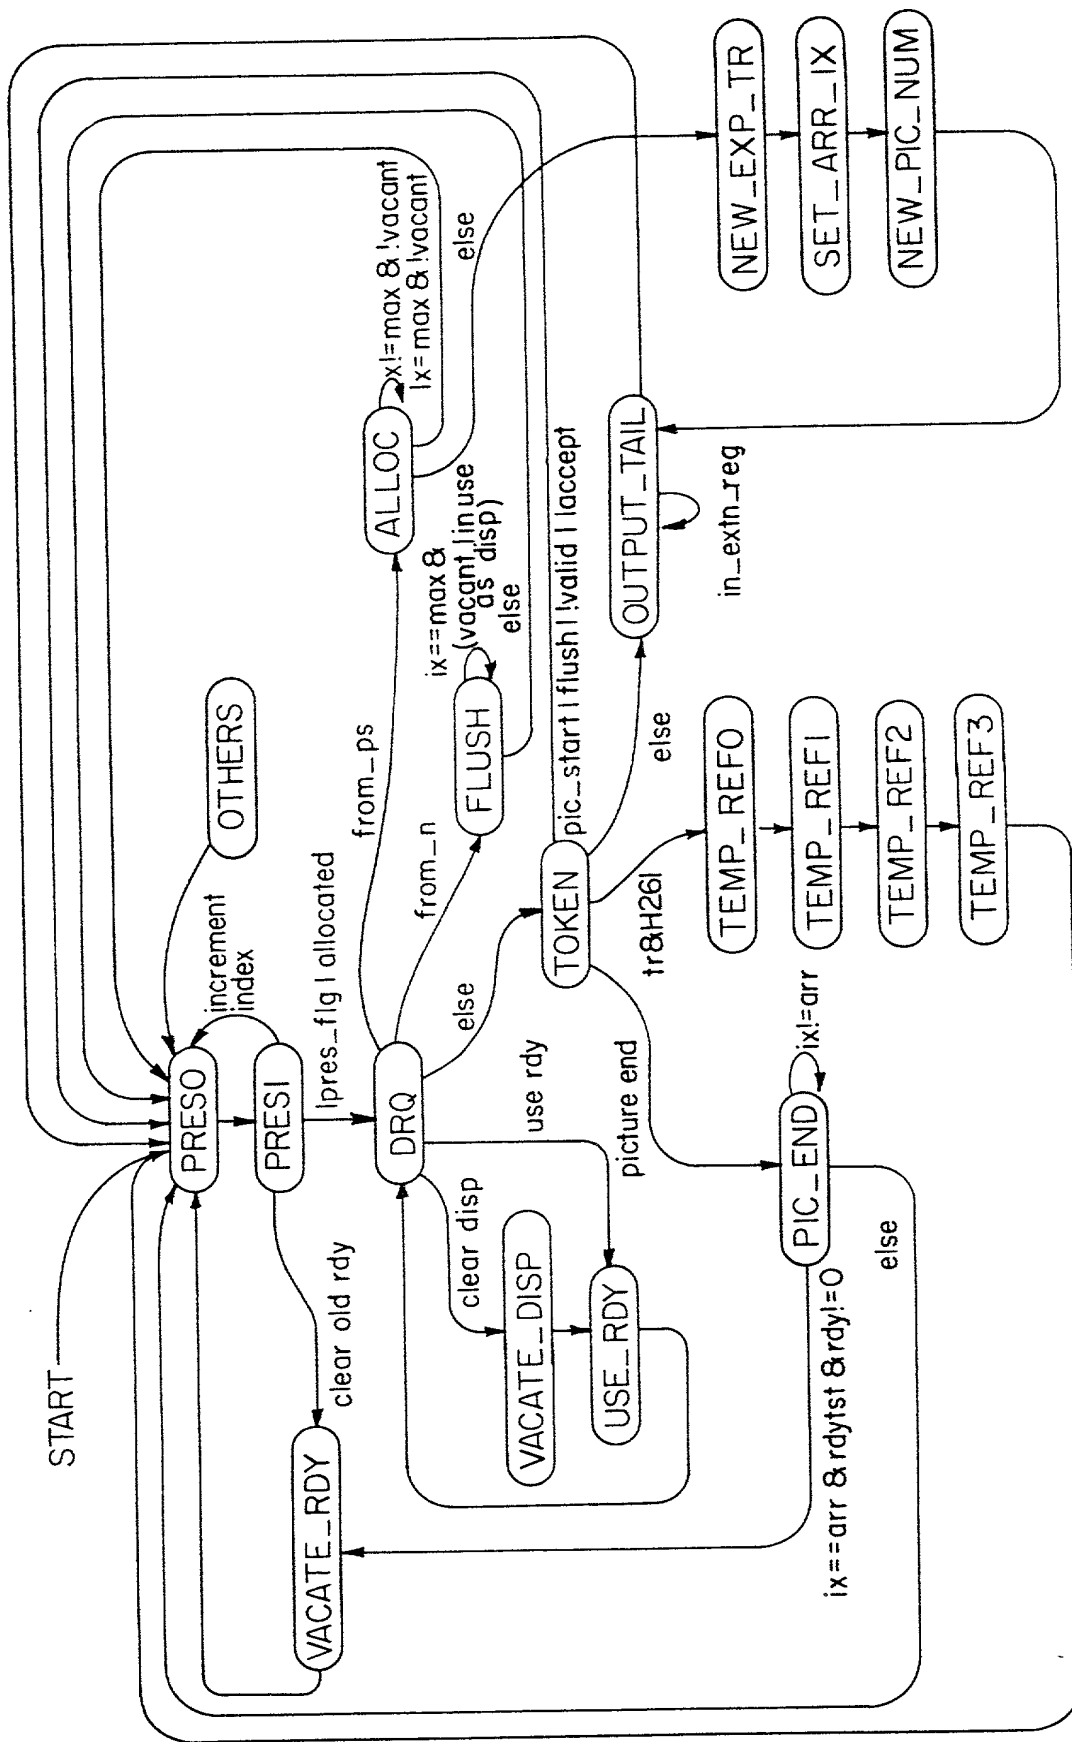 START
PRES0
OTHERS
increment
index
PRES1
clear old rdy
!pres_flg | allocated
VACATE_RDY
DRQ
from_ps
ALLOC
x!=max & !vacant
Ix=max & !vacant
else
from_n
FLUSH
ix==max &
(vacant | in use
as disp)
else
else
clear disp
use rdy
VACATE_DISP
USE_RDY
TOKEN
pic_start | flush | !valid | !accept
picture end
tr&H261
else
OUTPUT_TAIL
in_extn_reg
NEW_EXP_TR
SET_ARR_IX
NEW_PIC_NUM
TEMP_REF0
TEMP_REF1
TEMP_REF2
TEMP_REF3
PIC_END
ix!=arr
ix==arr & rdytst & rdy!=0
else